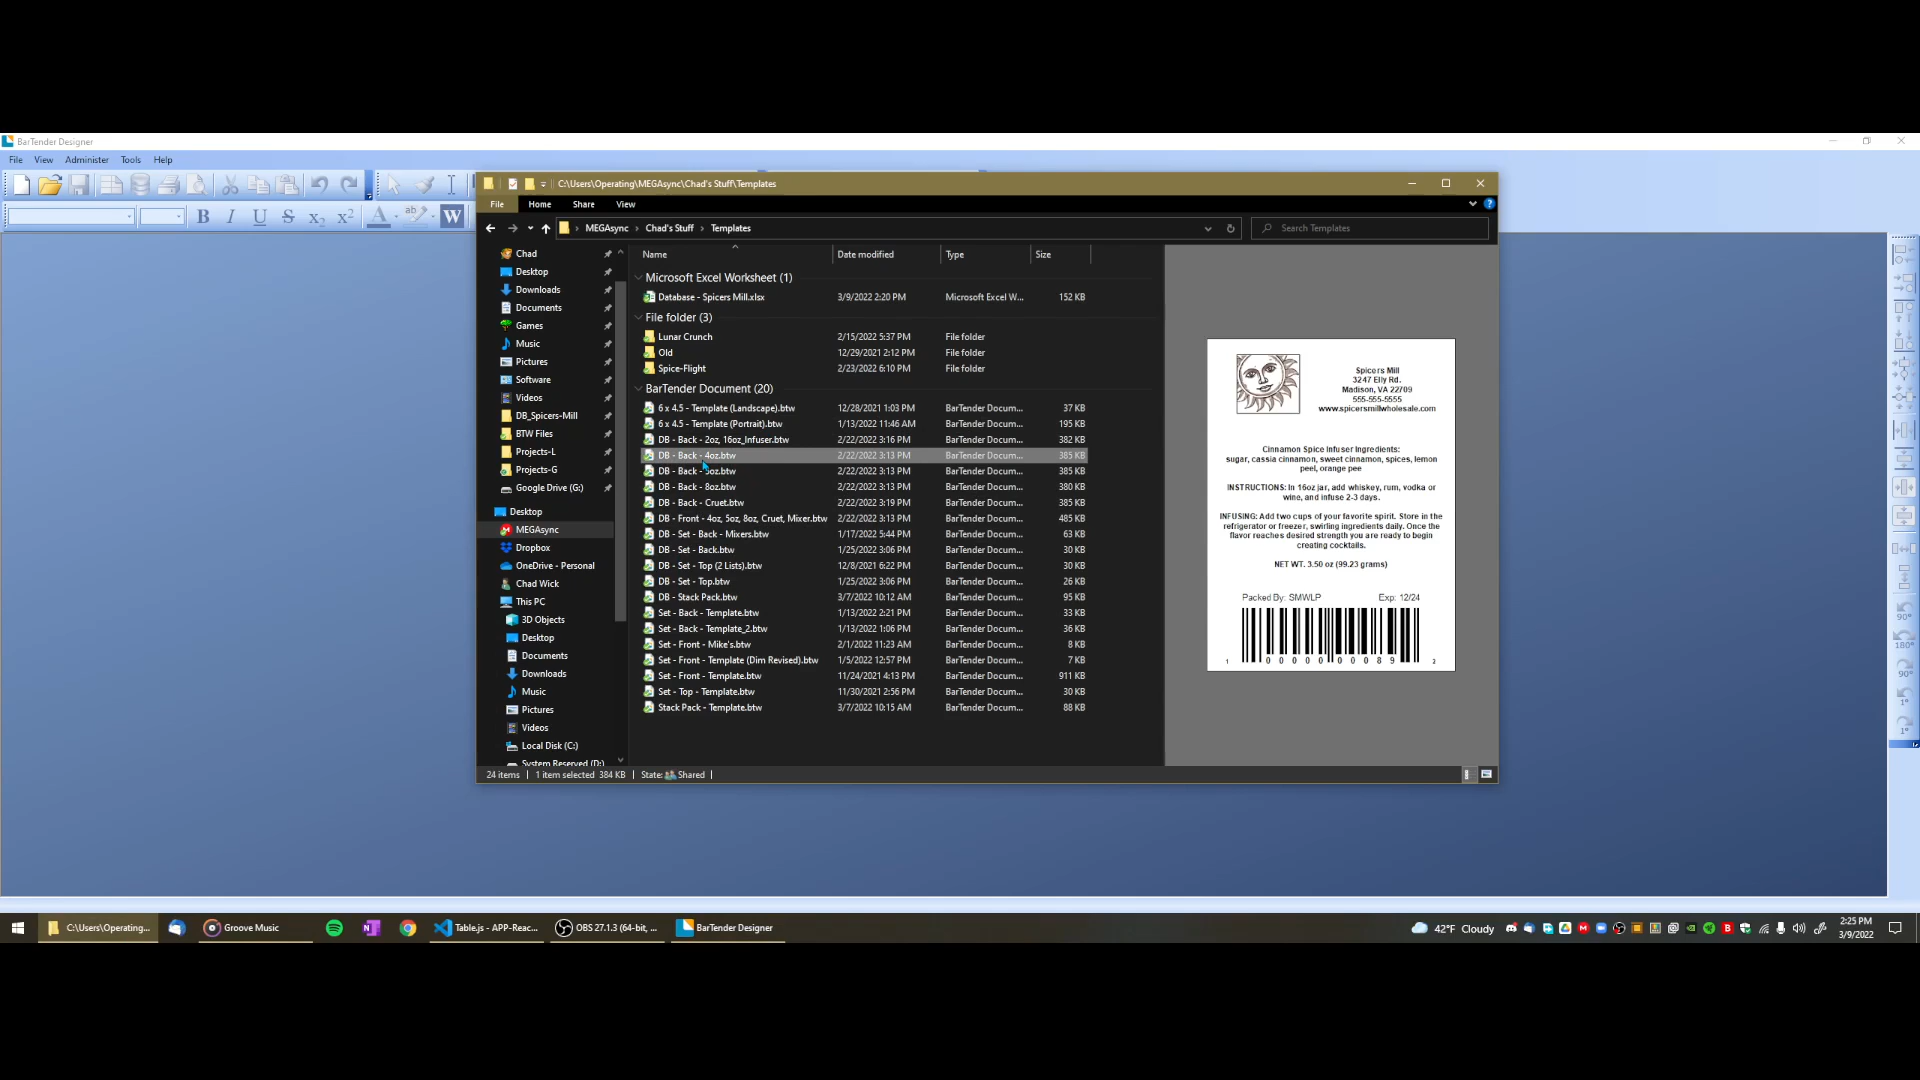 BarTender Designer
File View Administer Tools Help
C:\Users\Operating\MEGAsync\Chad's Stuff\Templates
File Home Share View
MEGAsync > Chad's Stuff > Templates
Search Templates
B I U S X₂ X² A ab W
Chad
Desktop
Downloads
Documents
Games
Music
Pictures
Software
Videos
DB_Spicers-Mill
BTW Files
Projects-L
Projects-G
Google Drive (G:)
Desktop
MEGAsync
Dropbox
OneDrive - Personal
Chad Wick
This PC
3D Objects
Desktop
Documents
Downloads
Music
Pictures
Videos
Local Disk (C:)
System Reserved (D:)
Name Date modified Type Size
Microsoft Excel Worksheet (1)
Database - Spicers Mill.xlsx 3/9/2022 2:20 PM Microsoft Excel W... 152 KB
File folder (3)
Lunar Crunch 2/15/2022 5:37 PM File folder
Old 12/29/2021 2:12 PM File folder
Spice-Flight 2/23/2022 6:10 PM File folder
BarTender Document (20)
6 x 4.5 - Template (Landscape).btw 12/28/2021 1:03 PM BarTender Docum... 37 KB
6 x 4.5 - Template (Portrait).btw 1/13/2022 11:46 AM BarTender Docum... 195 KB
DB - Back - 2oz, 16oz_Infuser.btw 2/22/2022 3:16 PM BarTender Docum... 382 KB
DB - Back - 4oz.btw 2/22/2022 3:13 PM BarTender Docum... 385 KB
DB - Back - 5oz.btw 2/22/2022 3:13 PM BarTender Docum... 385 KB
DB - Back - 8oz.btw 2/22/2022 3:13 PM BarTender Docum... 380 KB
DB - Back - Cruet.btw 2/22/2022 3:19 PM BarTender Docum... 385 KB
DB - Front - 4oz, 5oz, 8oz, Cruet, Mixer.btw 2/22/2022 3:13 PM BarTender Docum... 485 KB
DB - Set - Back - Mixers.btw 1/17/2022 5:44 PM BarTender Docum... 63 KB
DB - Set - Back.btw 1/25/2022 3:06 PM BarTender Docum... 30 KB
DB - Set - Top (2 Lists).btw 12/8/2021 6:22 PM BarTender Docum... 30 KB
DB - Set - Top.btw 1/25/2022 3:06 PM BarTender Docum... 26 KB
DB - Stack Pack.btw 3/7/2022 10:12 AM BarTender Docum... 95 KB
Set - Back - Template.btw 1/13/2022 2:21 PM BarTender Docum... 33 KB
Set - Back - Template_2.btw 1/13/2022 1:06 PM BarTender Docum... 36 KB
Set - Front - Mike's.btw 2/1/2022 11:23 AM BarTender Docum... 8 KB
Set - Front - Template (Dim Revised).btw 1/5/2022 12:57 PM BarTender Docum... 7 KB
Set - Front - Template.btw 11/24/2021 4:13 PM BarTender Docum... 911 KB
Set - Top - Template.btw 11/30/2021 2:56 PM BarTender Docum... 30 KB
Stack Pack - Template.btw 3/7/2022 10:15 AM BarTender Docum... 88 KB
Spicers Mill
3247 Elly Rd.
Madison, VA 22709
555-555-5555
www.spicersmillwholesale.com
Cinnamon Spice Infuser Ingredients:
sugar, cassia cinnamon, sweet cinnamon, spices, lemon
peel, orange pee
INSTRUCTIONS: In 16oz jar, add whiskey, rum, vodka or
wine, and infuse 2-3 days.
INFUSING: Add two cups of your favorite spirit. Store in the
refrigerator or freezer, swirling ingredients daily. Once the
flavor reaches desired strength you are ready to begin
creating cocktails.
NET WT. 3.50 oz (99.23 grams)
Packed By: SMWLP Exp: 12/24
1 00000 00089 2
90°
180°
90°
1°
1°
24 items 1 item selected 384 KB State: Shared
C:\Users\Operating... Groove Music Table.js - APP-Reac... OBS 27.1.3 (64-bit, ... BarTender Designer
42°F Cloudy
2:25 PM
3/9/2022